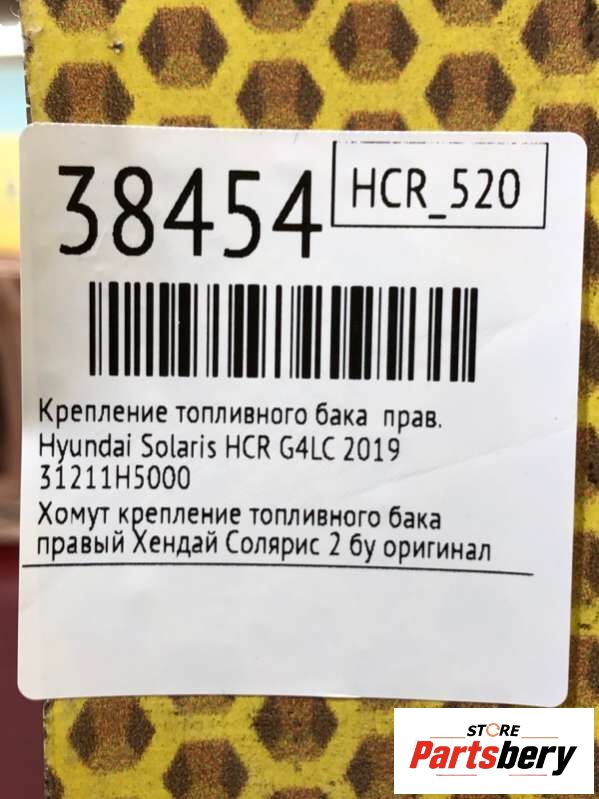 38454
HCR_520
Крепление топливного бака прав.
Hyundai Solaris HCR G4LC 2019
31211H5000
Хомут крепление топливного бака
правый Хендай Солярис 2 бу оригинал
STORE
Partsbery